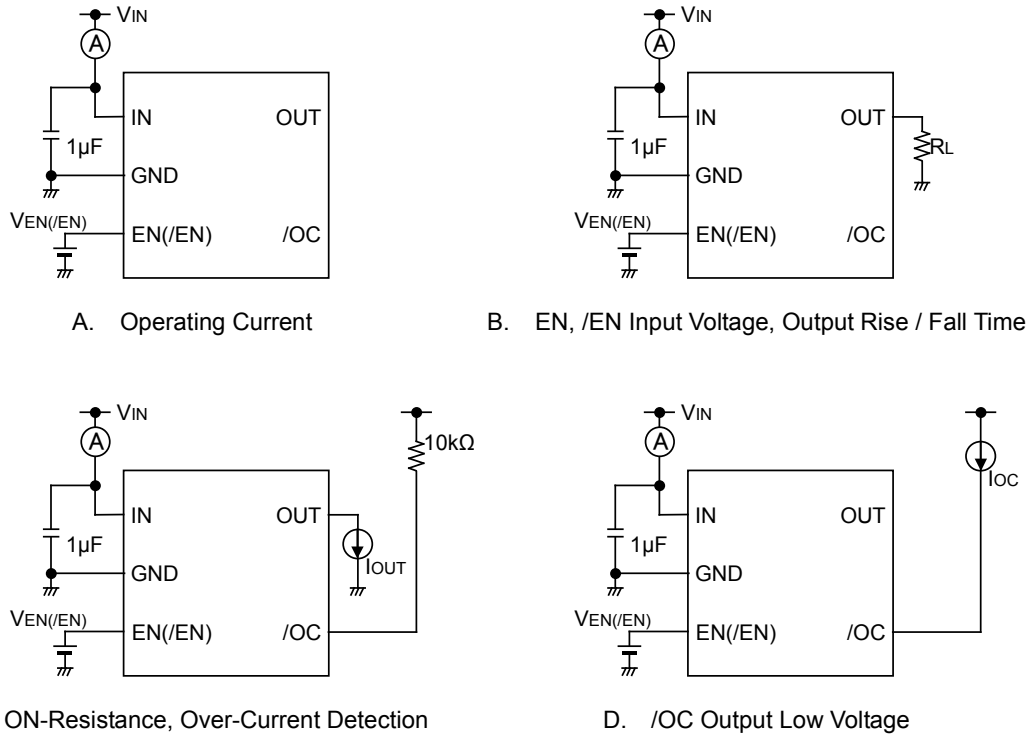 VIN
A
IN
OUT
1µF
GND
VEN(/EN)
EN(/EN)
/OC
A. Operating Current
VIN
A
IN
OUT
1µF
RL
GND
VEN(/EN)
EN(/EN)
/OC
B. EN, /EN Input Voltage, Output Rise / Fall Time
VIN
A
10kΩ
IN
OUT
1µF
IOUT
GND
VEN(/EN)
EN(/EN)
/OC
ON-Resistance, Over-Current Detection
VIN
A
IOC
IN
OUT
1µF
GND
VEN(/EN)
EN(/EN)
/OC
D. /OC Output Low Voltage